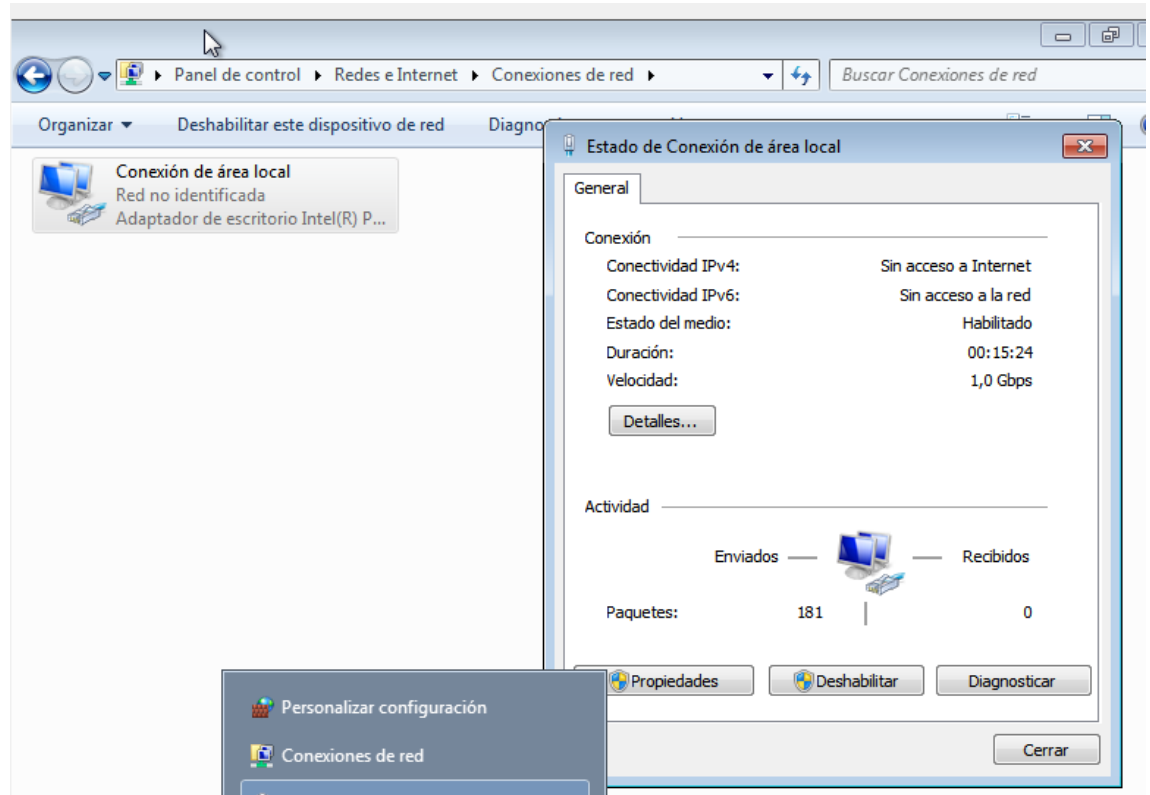 Panel de control Redes e Internet Conexiones de red Buscar Conexiones de red
Organizar Deshabilitar este dispositivo de red
Conexión de área local
Red no identificada
Adaptador de escritorio Intel(R) P...
Estado de Conexión de área local
General
Conexión
Conectividad IPv4: Sin acceso a Internet
Conectividad IPv6: Sin acceso a la red
Estado del medio: Habilitado
Duración: 00:15:24
Velocidad: 1,0 Gbps
Detalles...
Actividad
Enviados Recibidos
Paquetes: 181 0
Propiedades Deshabilitar Diagnosticar
Cerrar
Personalizar configuración
Conexiones de red